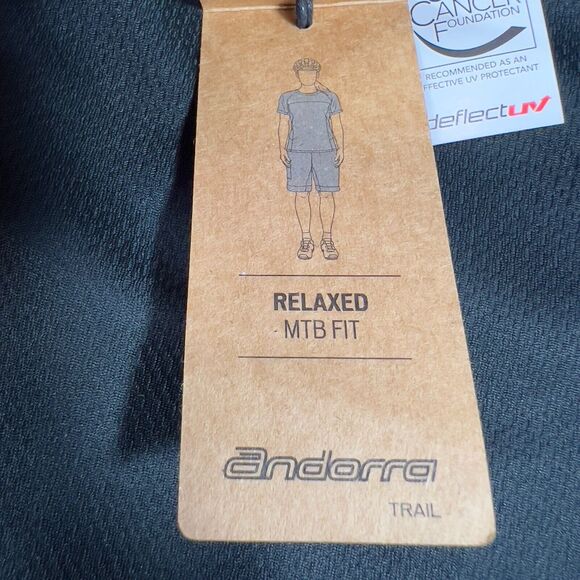 CANCER
FOUNDATION
RECOMMENDED AS AN
EFFECTIVE UV PROTECTANT
deflectuv
RELAXED
MTB FIT
andorra
TRAIL